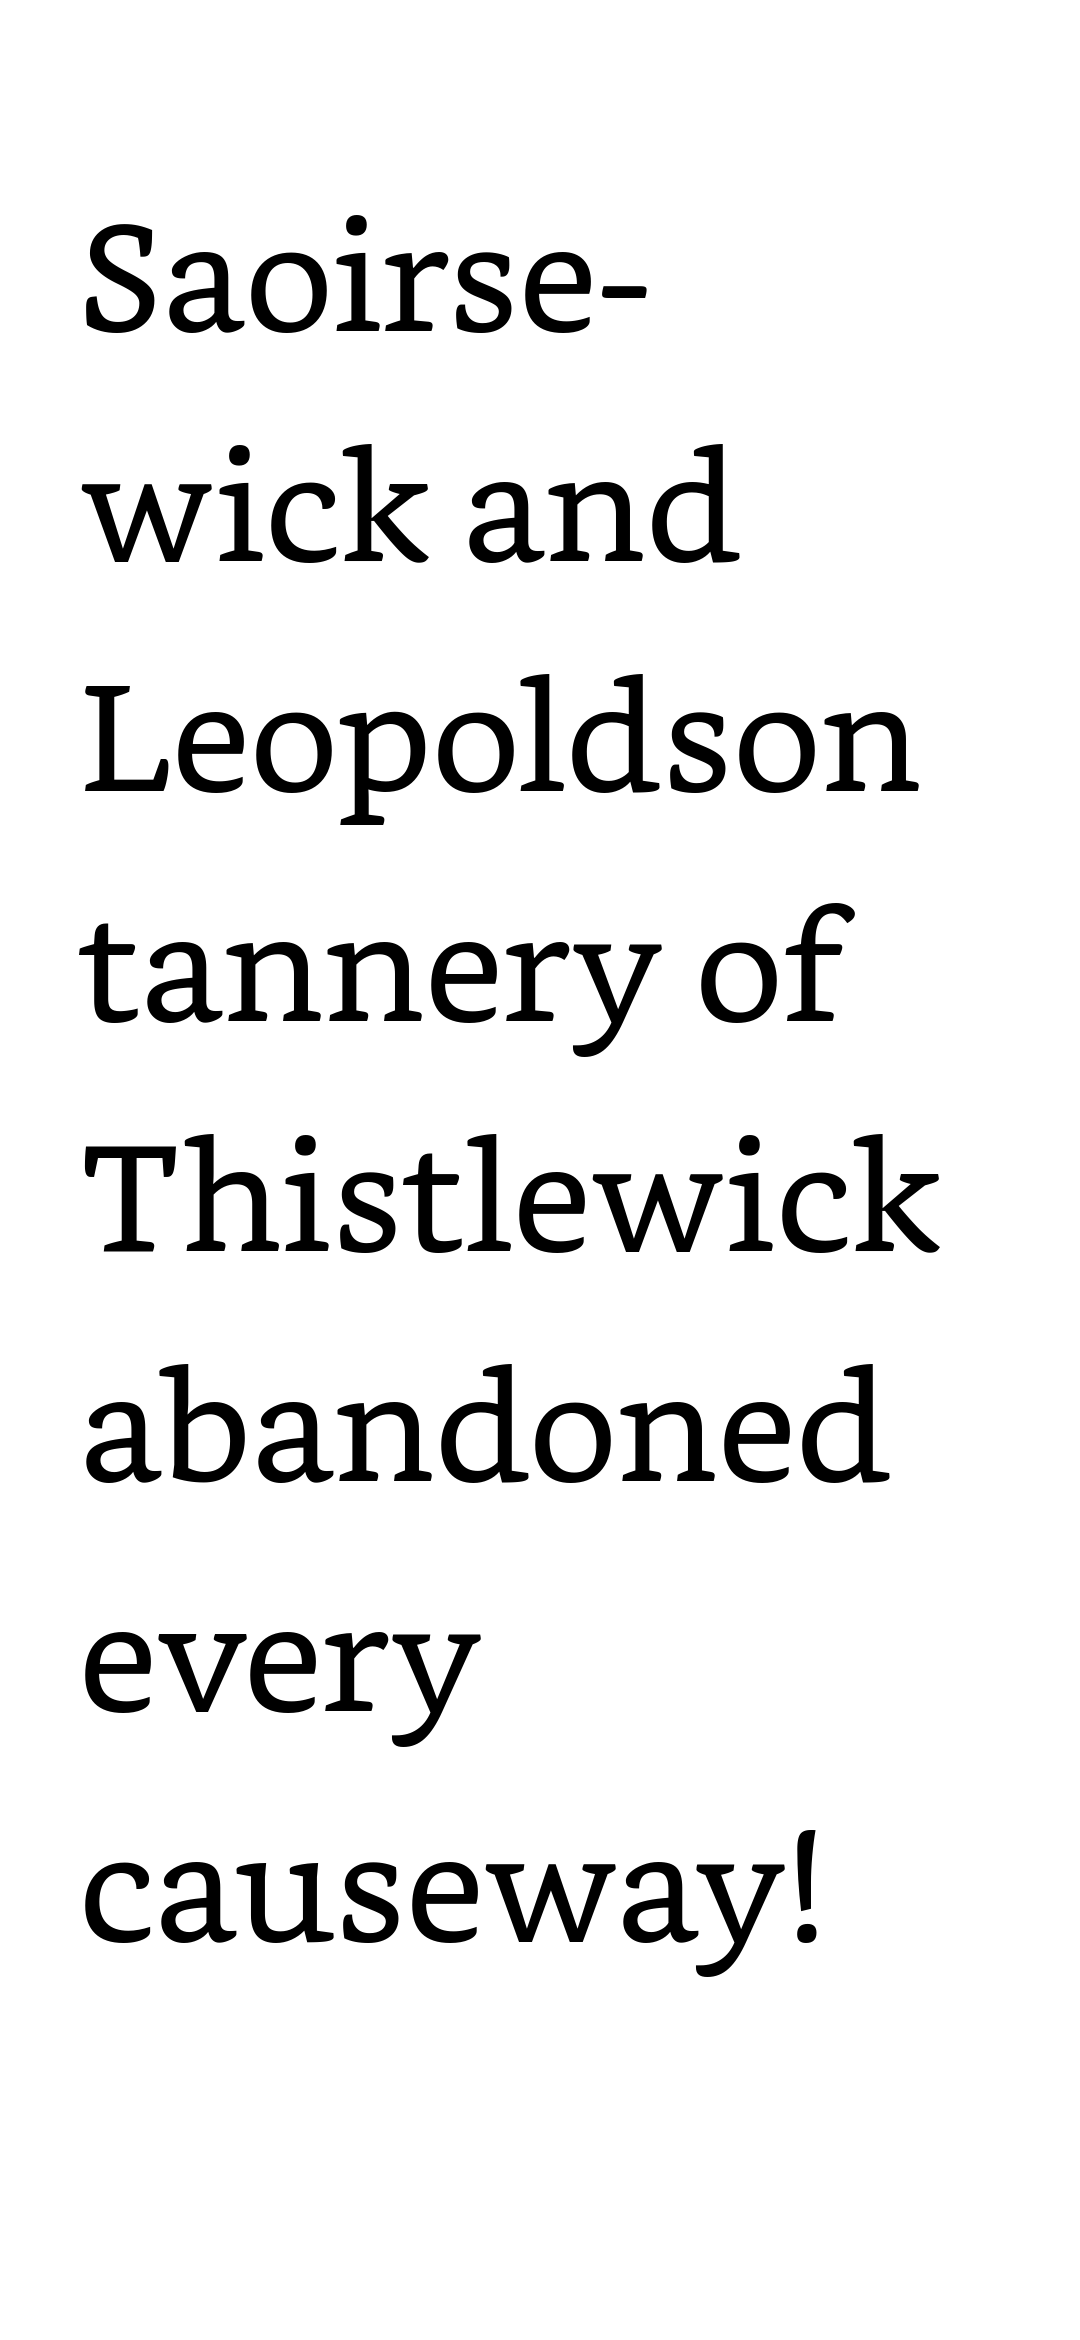 Saoirse-
wick and
Leopoldson
tannery of
Thistlewick
abandoned
every
causeway!